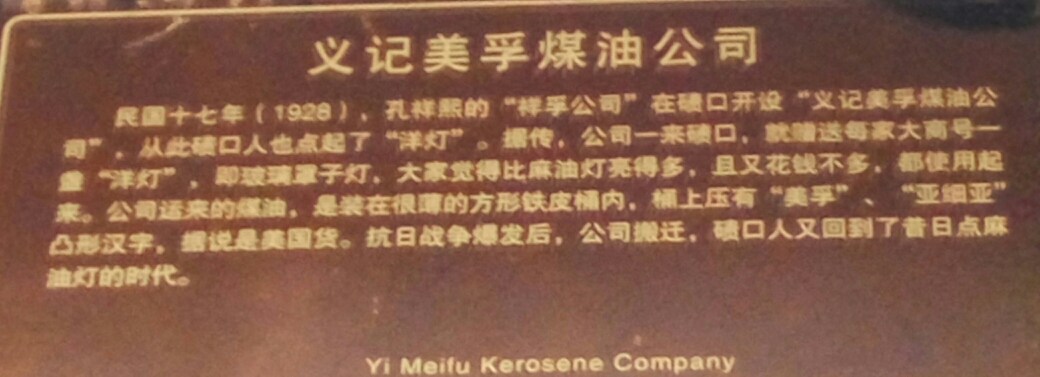 义记美孚煤油公司
民国十七年（1928），孔祥熙的“祥孚公司”在碛口开设“义记美孚煤油公
司”，从此碛口人也点起了“洋灯”。据传，公司一来碛口，就赠送每家大商号一
盏“洋灯”，即玻璃罩子灯，大家觉得比麻油灯亮得多，且又花钱不多，都使用起
来。公司运来的煤油，是装在很薄的方形铁皮桶内，桶上压有“美孚”、“亚细亚”
凸形汉字，据说是美国货。抗日战争爆发后，公司搬迁，碛口人又回到了昔日点麻
油灯的时代。
Yi Meifu Kerosene Company